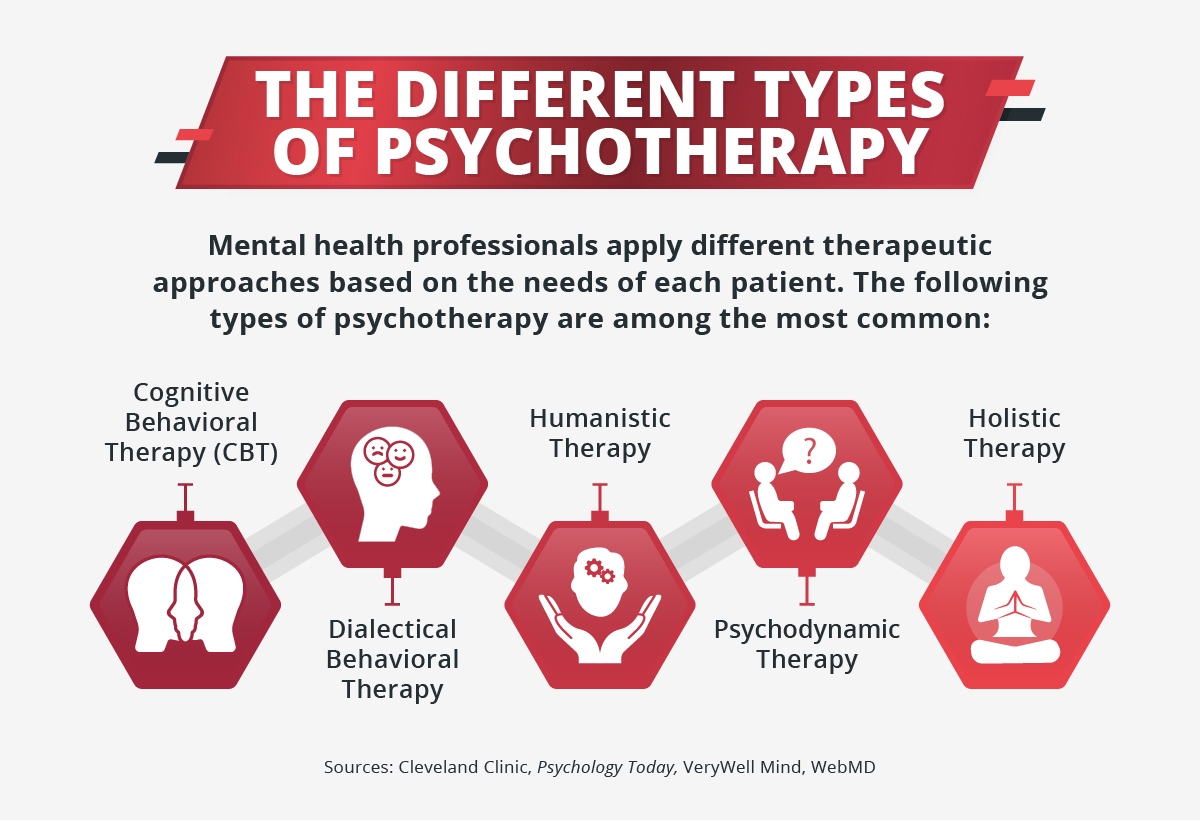 THE DIFFERENT TYPES
OF PSYCHOTHERAPY
Mental health professionals apply different therapeutic
approaches based on the needs of each patient. The following
types of psychotherapy are among the most common:
Cognitive
Behavioral
Therapy (CBT)
Dialectical
Behavioral
Therapy
Humanistic
Therapy
?
Psychodynamic
Therapy
Holistic
Therapy
Sources: Cleveland Clinic, Psychology Today, VeryWell Mind, WebMD